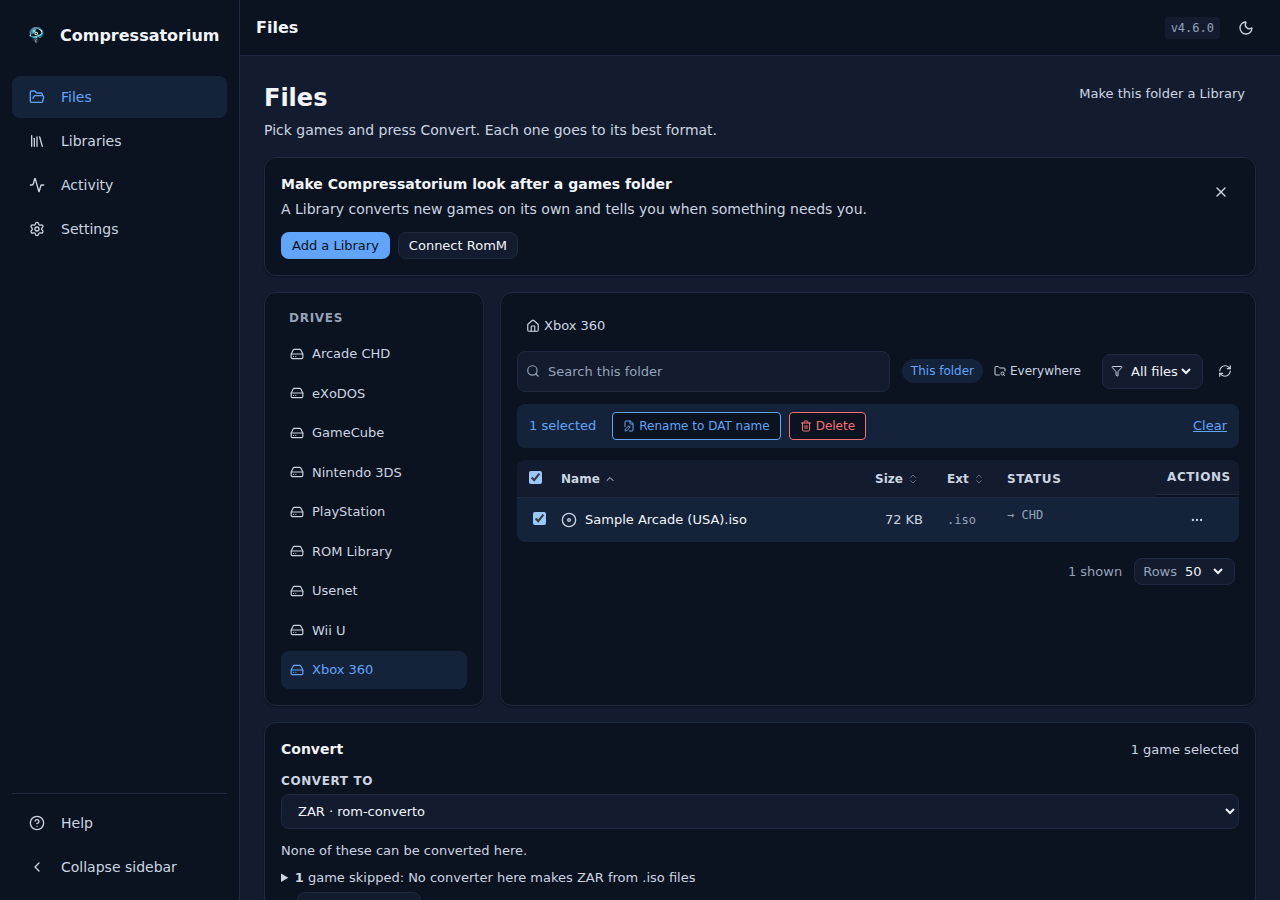 Compressatorium
Files
Libraries
Activity
Settings
Help
Collapse sidebar
Files
v4.6.0
Files
Make this folder a Library
Pick games and press Convert. Each one goes to its best format.
Make Compressatorium look after a games folder
A Library converts new games on its own and tells you when something needs you.
Add a Library
Connect RomM
DRIVES
Arcade CHD
eXoDOS
GameCube
Nintendo 3DS
PlayStation
ROM Library
Usenet
Wii U
Xbox 360
Xbox 360
Search this folder
This folder
Everywhere
All files
1 selected
Rename to DAT name
Delete
Clear
Name
Size
Ext
STATUS
ACTIONS
Sample Arcade (USA).iso
72 KB
.iso
→ CHD
1 shown
Rows 50
Convert
1 game selected
CONVERT TO
ZAR · rom-converto
None of these can be converted here.
1 game skipped: No converter here makes ZAR from .iso files